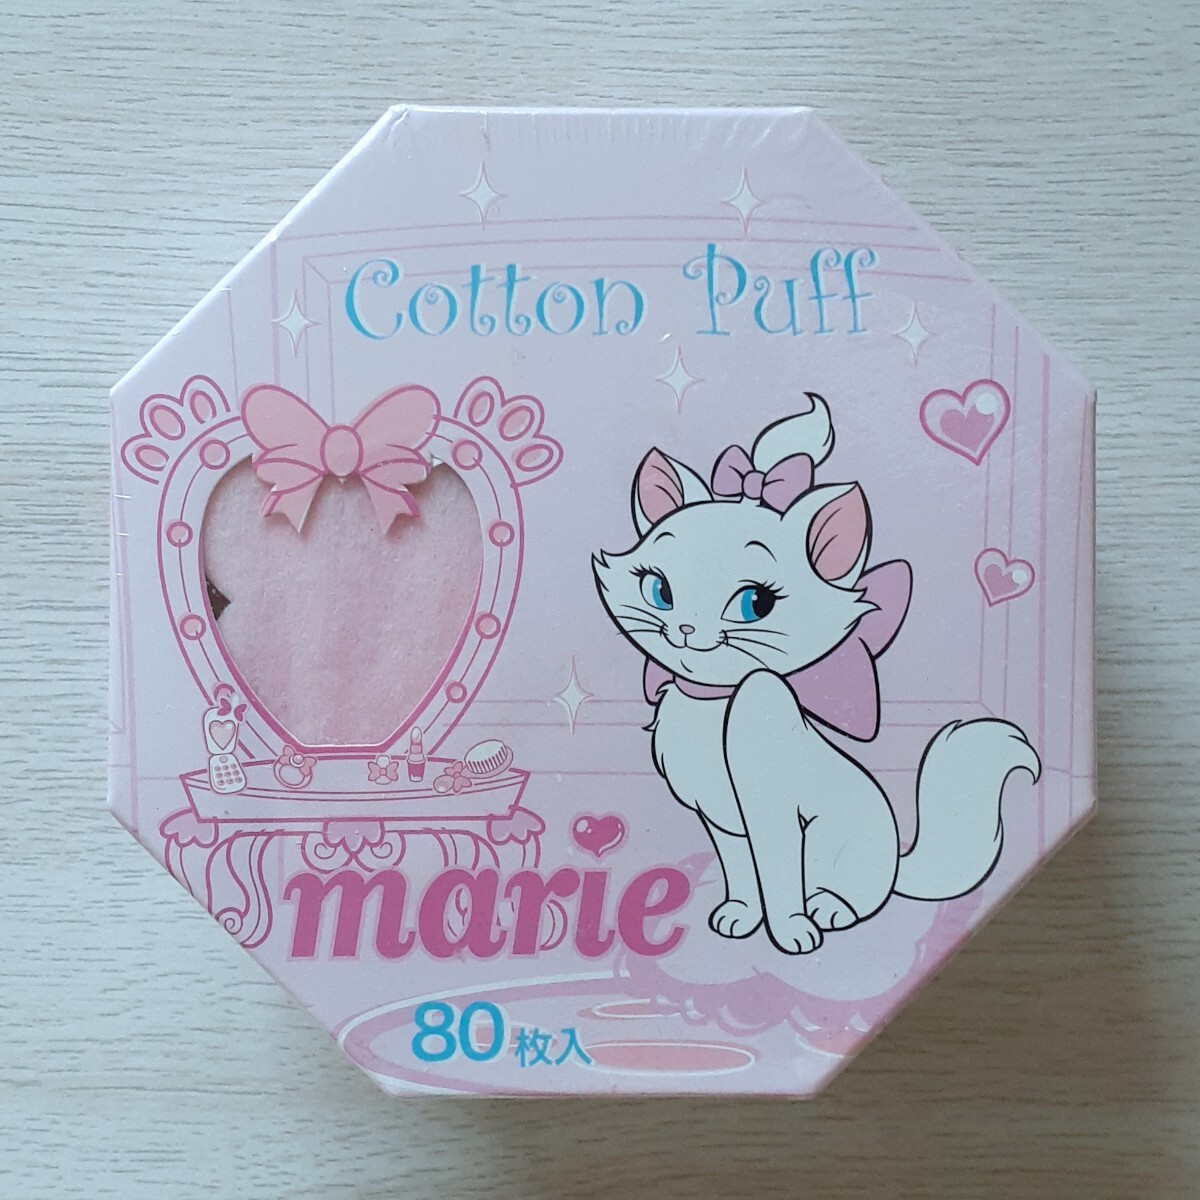 Cotton Puff
marie
80枚入